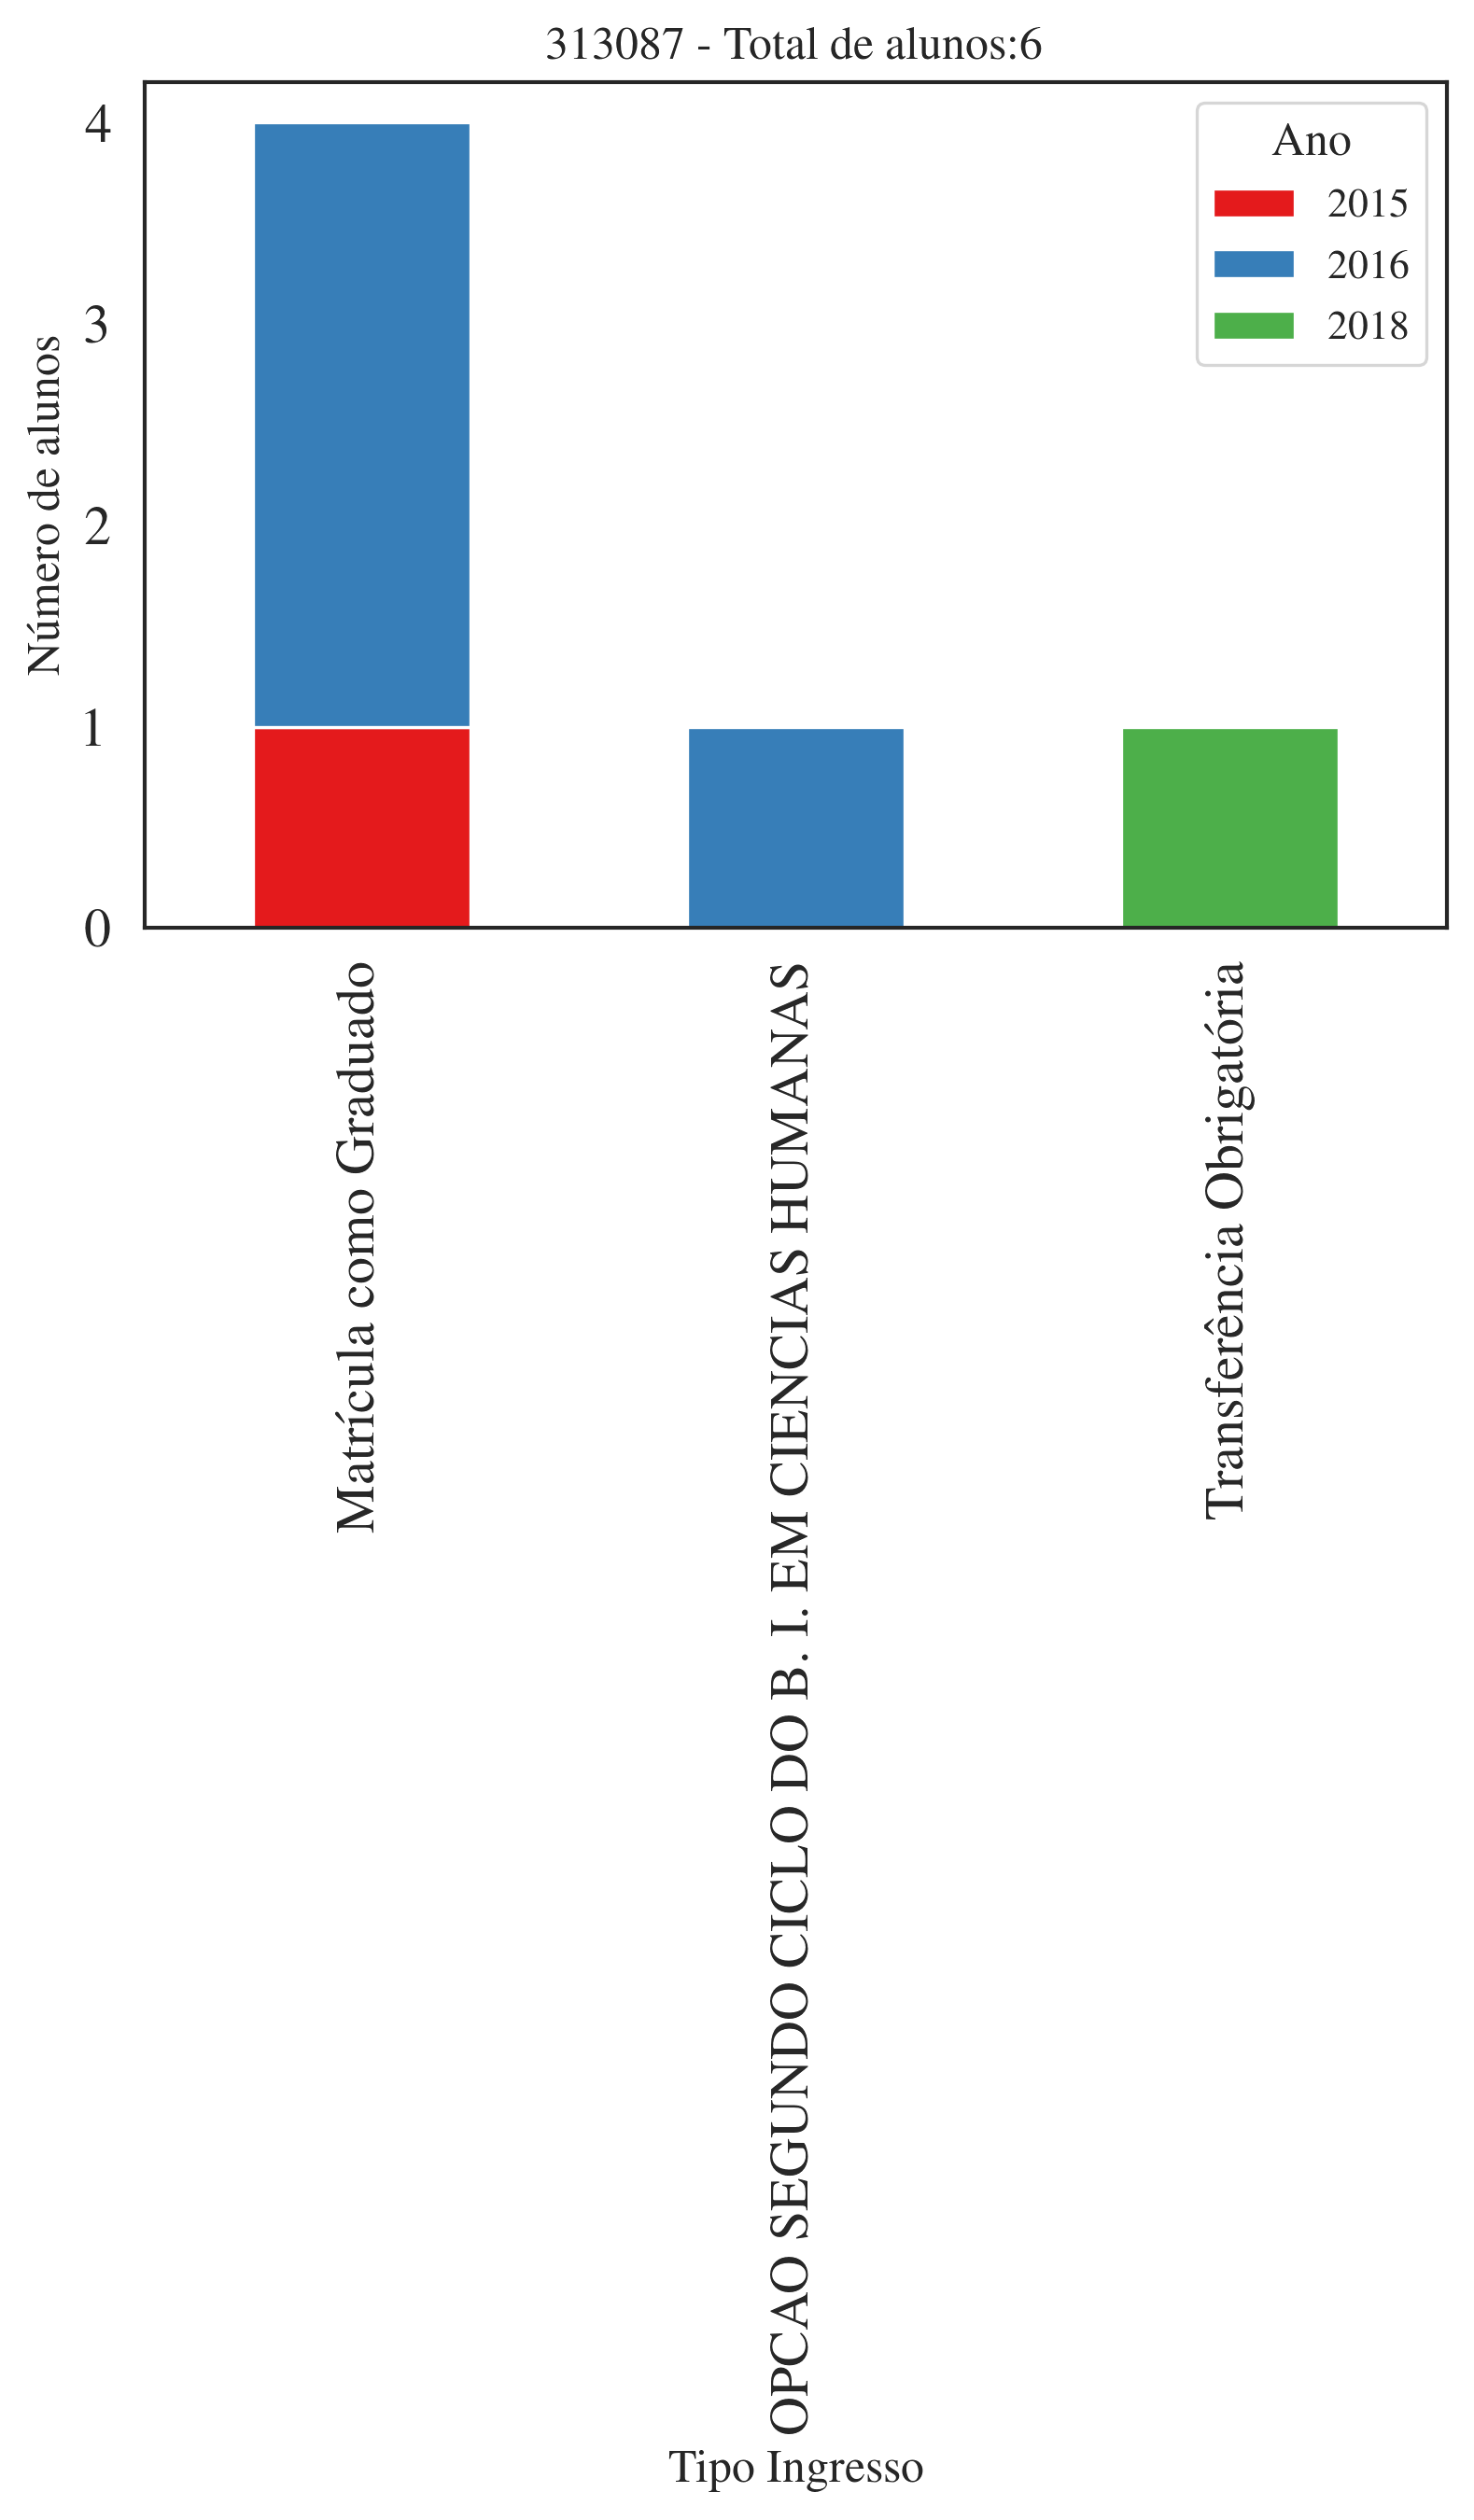 313087 - Total de alunos:6
Número de alunos
4
3
2
1
0
Ano
2015
2016
2018
Matrícula como Graduado
OPCAO SEGUNDO CICLO DO B. I. EM CIENCIAS HUMANAS
Transferência Obrigatória
Tipo Ingresso